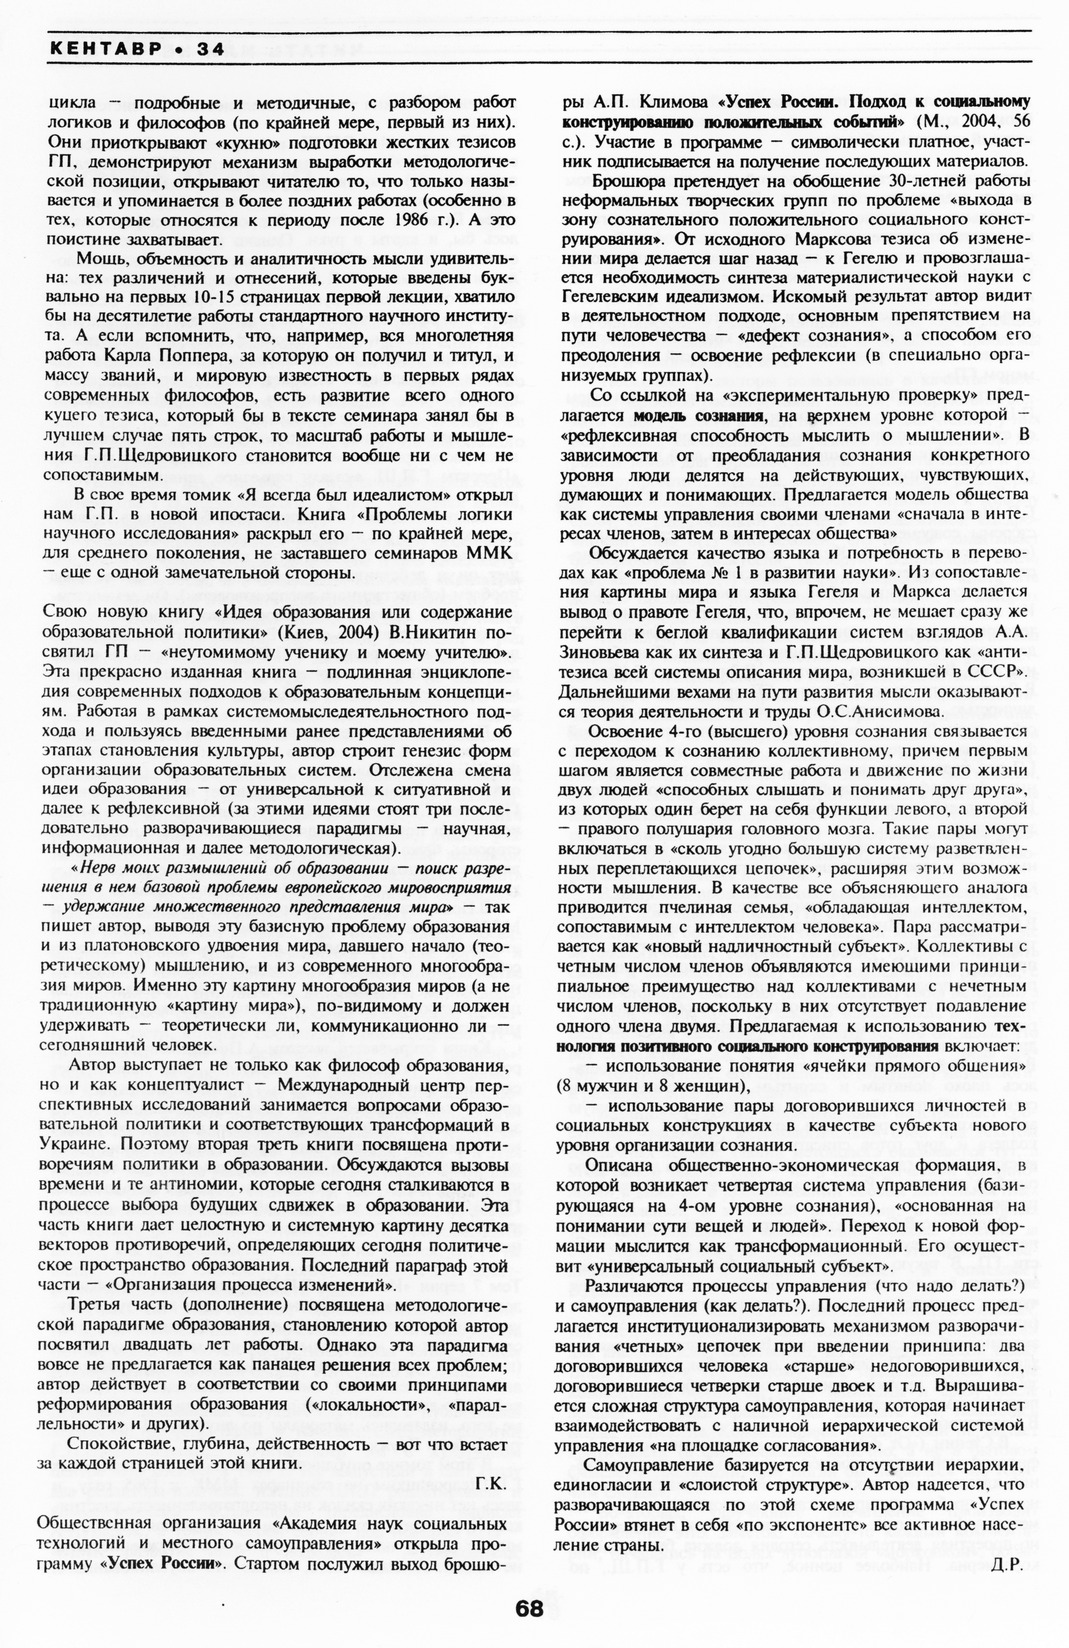 КЕНТАВР • 34
цикла — подробные и методичные, с разбором работ
логиков и философов (по крайней мере, первый из них).
Они приоткрывают «кухню» подготовки жестких тезисов
ГП, демонстрируют механизм выработки методологиче-
ской позиции, открывают читателю то, что только назы-
вается и упоминается в более поздних работах (особенно в
тех, которые относятся к периоду после 1986 г.). А это
поистине захватывает.
Мощь, объемность и аналитичность мысли удивитель-
на: тех различений и отнесений, которые введены бук-
вально на первых 10-15 страницах первой лекции, хватило
бы на десятилетие работы стандартного научного институ-
та. А если вспомнить, что, например, вся многолетняя
работа Карла Поппера, за которую он получил и титул, и
массу званий, и мировую известность в первых рядах
современных философов, есть развитие всего одного
куцего тезиса, который бы в тексте семинара занял бы в
лучшем случае пять строк, то масштаб работы и мышле-
ния Г.П.Щедровицкого становится вообще ни с чем не
сопоставимым.
В свое время томик «Я всегда был идеалистом» открыл
нам Г.П. в новой ипостаси. Книга «Проблемы логики
научного исследования» раскрыл его — по крайней мере,
для среднего поколения, не заставшего семинаров ММК
— еще с одной замечательной стороны.
Свою новую книгу «Идея образования или содержание
образовательной политики» (Киев, 2004) В.Никитин по-
святил ГП — «неутомимому ученику и моему учителю».
Эта прекрасно изданная книга — подлинная энциклопе-
дия современных подходов к образовательным концепци-
ям. Работая в рамках системомыследеятельностного под-
хода и пользуясь введенными ранее представлениями об
этапах становления культуры, автор строит генезис форм
организации образовательных систем. Отслежена смена
идеи образования — от универсальной к ситуативной и
далее к рефлексивной (за этими идеями стоят три после-
довательно разворачивающиеся парадигмы — научная,
информационная и далее методологическая).
«Нерв моих размышлений об образовании — поиск разре-
шения в нем базовой проблемы европейского мировосприятия
— удержание множественного представления мира» — так
пишет автор, выводя эту базисную проблему образования
и из платоновского удвоения мира, давшего начало (тео-
ретическому) мышлению, и из современного многообра-
зия миров. Именно эту картину многообразия миров (а не
традиционную «картину мира»), по-видимому и должен
удерживать — теоретически ли, коммуникационно ли —
сегодняшний человек.
Автор выступает не только как философ образования,
но и как концептуалист — Международный центр пер-
спективных исследований занимается вопросами образо-
вательной политики и соответствующих трансформаций в
Украине. Поэтому вторая треть книги посвящена проти-
воречиям политики в образовании. Обсуждаются вызовы
времени и те антиномии, которые сегодня сталкиваются в
процессе выбора будущих сдвижек в образовании. Эта
часть книги дает целостную и системную картину десятка
векторов противоречий, определяющих сегодня политиче-
ское пространство образования. Последний параграф этой
части — «Организация процесса изменений».
Третья часть (дополнение) посвящена методологиче-
ской парадигме образования, становлению которой автор
посвятил двадцать лет работы. Однако эта парадигма
вовсе не предлагается как панацея решения всех проблем;
автор действует в соответствии со своими принципами
реформирования образования («локальности», «парал-
лельности» и других).
Спокойствие, глубина, действенность — вот что встает
за каждой страницей этой книги.
Г.К.
Общественная организация «Академия наук социальных
технологий и местного самоуправления» открыла про-
грамму «Успех России». Стартом послужил выход брошю-
ры А.П. Климова «Успех России. Подход к социальному
конструированию положительных событий» (М., 2004, 56
с.). Участие в программе — символически платное, участ-
ник подписывается на получение последующих материалов.
Брошюра претендует на обобщение 30-летней работы
неформальных творческих групп по проблеме «выхода в
зону сознательного положительного социального конст-
руирования». От исходного Марксова тезиса об измене-
нии мира делается шаг назад — к Гегелю и провозглаша-
ется необходимость синтеза материалистической науки с
Гегелевским идеализмом. Искомый результат автор видит
в деятельностном подходе, основным препятствием на
пути человечества — «дефект сознания», а способом его
преодоления — освоение рефлексии (в специально орга-
низуемых группах).
Со ссылкой на «экспериментальную проверку» пред-
лагается модель сознания, на верхнем уровне которой —
«рефлексивная способность мыслить о мышлении». В
зависимости от преобладания сознания конкретного
уровня люди делятся на действующих, чувствующих,
думающих и понимающих. Предлагается модель общества
как системы управления своими членами «сначала в инте-
ресах членов, затем в интересах общества»
Обсуждается качество языка и потребность в перево-
дах как «проблема № 1 в развитии науки». Из сопоставле-
ния картины мира и языка Гегеля и Маркса делается
вывод о правоте Гегеля, что, впрочем, не мешает сразу же
перейти к беглой квалификации систем взглядов А.А.
Зиновьева как их синтеза и Г.П.Щедровицкого как «анти-
тезиса всей системы описания мира, возникшей в СССР».
Дальнейшими вехами на пути развития мысли оказывают-
ся теория деятельности и труды О.С.Анисимова.
Освоение 4-го (высшего) уровня сознания связывается
с переходом к сознанию коллективному, причем первым
шагом является совместные работа и движение по жизни
двух людей «способных слышать и понимать друг друга»,
из которых один берет на себя функции левого, а второй
— правого полушария головного мозга. Такие пары могут
включаться в «сколь угодно большую систему разветвлен-
ных переплетающихся цепочек», расширяя этим возмож-
ности мышления. В качестве все объясняющего аналога
приводится пчелиная семья, «обладающая интеллектом,
сопоставимым с интеллектом человека». Пара рассматри-
вается как «новый надличностный субъект». Коллективы с
четным числом членов объявляются имеющими принци-
пиальное преимущество над коллективами с нечетным
числом членов, поскольку в них отсутствует подавление
одного члена двумя. Предлагаемая к использованию тех-
нология позитивного социального конструирования включает:
— использование понятия «ячейки прямого общения»
(8 мужчин и 8 женщин),
— использование пары договорившихся личностей в
социальных конструкциях в качестве субъекта нового
уровня организации сознания.
Описана общественно-экономическая формация, в
которой возникает четвертая система управления (бази-
рующаяся на 4-ом уровне сознания), «основанная на
понимании сути вещей и людей». Переход к новой фор-
мации мыслится как трансформационный. Его осущест-
вит «универсальный социальный субъект».
Различаются процессы управления (что надо делать?)
и самоуправления (как делать?). Последний процесс пред-
лагается институционализировать механизмом разворачи-
вания «четных» цепочек при введении принципа: два
договорившихся человека «старше» недоговорившихся,
договорившиеся четверки старше двоек и т.д. Выращива-
ется сложная структура самоуправления, которая начинает
взаимодействовать с наличной иерархической системой
управления «на площадке согласования».
Самоуправление базируется на отсутствии иерархии,
единогласии и «слоистой структуре». Автор надеется, что
разворачивающаяся по этой схеме программа «Успех
России» втянет в себя «по экспоненте» все активное насе-
ление страны.
Д.Р.
68